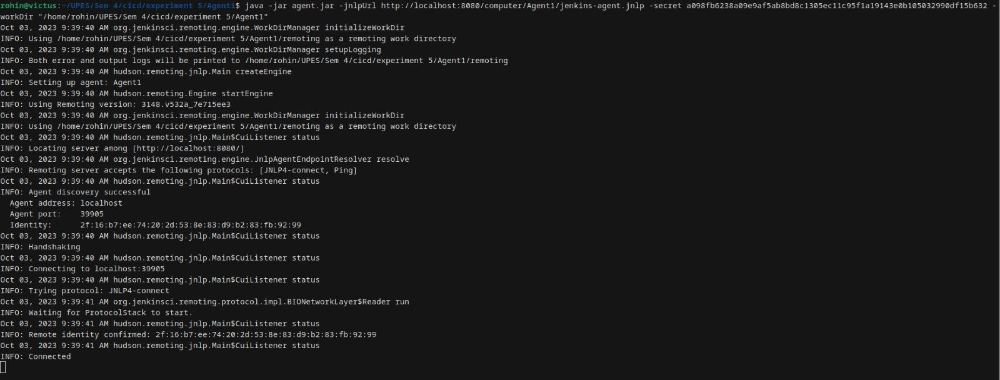 rohin@victus:~/UPES/Sem 4/cicd/experiment 5/Agent1$ java -jar agent.jar -jnlpUrl http://localhost:8080/computer/Agent1/jenkins-agent.jnlp -secret a098fb6238a09e9af5ab8bd8c1305ec11c95f1a19143e0b105032990df15b632 -
workDir "/home/rohin/UPES/Sem 4/cicd/experiment 5/Agent1"
Oct 03, 2023 9:39:40 AM org.jenkinsci.remoting.engine.WorkDirManager initializeWorkDir
INFO: Using /home/rohin/UPES/Sem 4/cicd/experiment 5/Agent1/remoting as a remoting work directory
Oct 03, 2023 9:39:40 AM org.jenkinsci.remoting.engine.WorkDirManager setupLogging
INFO: Both error and output logs will be printed to /home/rohin/UPES/Sem 4/cicd/experiment 5/Agent1/remoting
Oct 03, 2023 9:39:40 AM hudson.remoting.jnlp.Main createEngine
INFO: Setting up agent: Agent1
Oct 03, 2023 9:39:40 AM hudson.remoting.Engine startEngine
INFO: Using Remoting version: 3148.v532a_7e715ee3
Oct 03, 2023 9:39:40 AM org.jenkinsci.remoting.engine.WorkDirManager initializeWorkDir
INFO: Using /home/rohin/UPES/Sem 4/cicd/experiment 5/Agent1/remoting as a remoting work directory
Oct 03, 2023 9:39:40 AM hudson.remoting.jnlp.Main$CuiListener status
INFO: Locating server among [http://localhost:8080/]
Oct 03, 2023 9:39:40 AM org.jenkinsci.remoting.engine.JnlpAgentEndpointResolver resolve
INFO: Remoting server accepts the following protocols: [JNLP4-connect, Ping]
Oct 03, 2023 9:39:40 AM hudson.remoting.jnlp.Main$CuiListener status
INFO: Agent discovery successful
  Agent address: localhost
  Agent port:    39905
  Identity:      2f:16:b7:ee:74:20:2d:53:8e:83:d9:b2:83:fb:92:99
Oct 03, 2023 9:39:40 AM hudson.remoting.jnlp.Main$CuiListener status
INFO: Handshaking
Oct 03, 2023 9:39:40 AM hudson.remoting.jnlp.Main$CuiListener status
INFO: Connecting to localhost:39905
Oct 03, 2023 9:39:40 AM hudson.remoting.jnlp.Main$CuiListener status
INFO: Trying protocol: JNLP4-connect
Oct 03, 2023 9:39:41 AM org.jenkinsci.remoting.protocol.impl.BIONetworkLayer$Reader run
INFO: Waiting for ProtocolStack to start.
Oct 03, 2023 9:39:41 AM hudson.remoting.jnlp.Main$CuiListener status
INFO: Remote identity confirmed: 2f:16:b7:ee:74:20:2d:53:8e:83:d9:b2:83:fb:92:99
Oct 03, 2023 9:39:41 AM hudson.remoting.jnlp.Main$CuiListener status
INFO: Connected